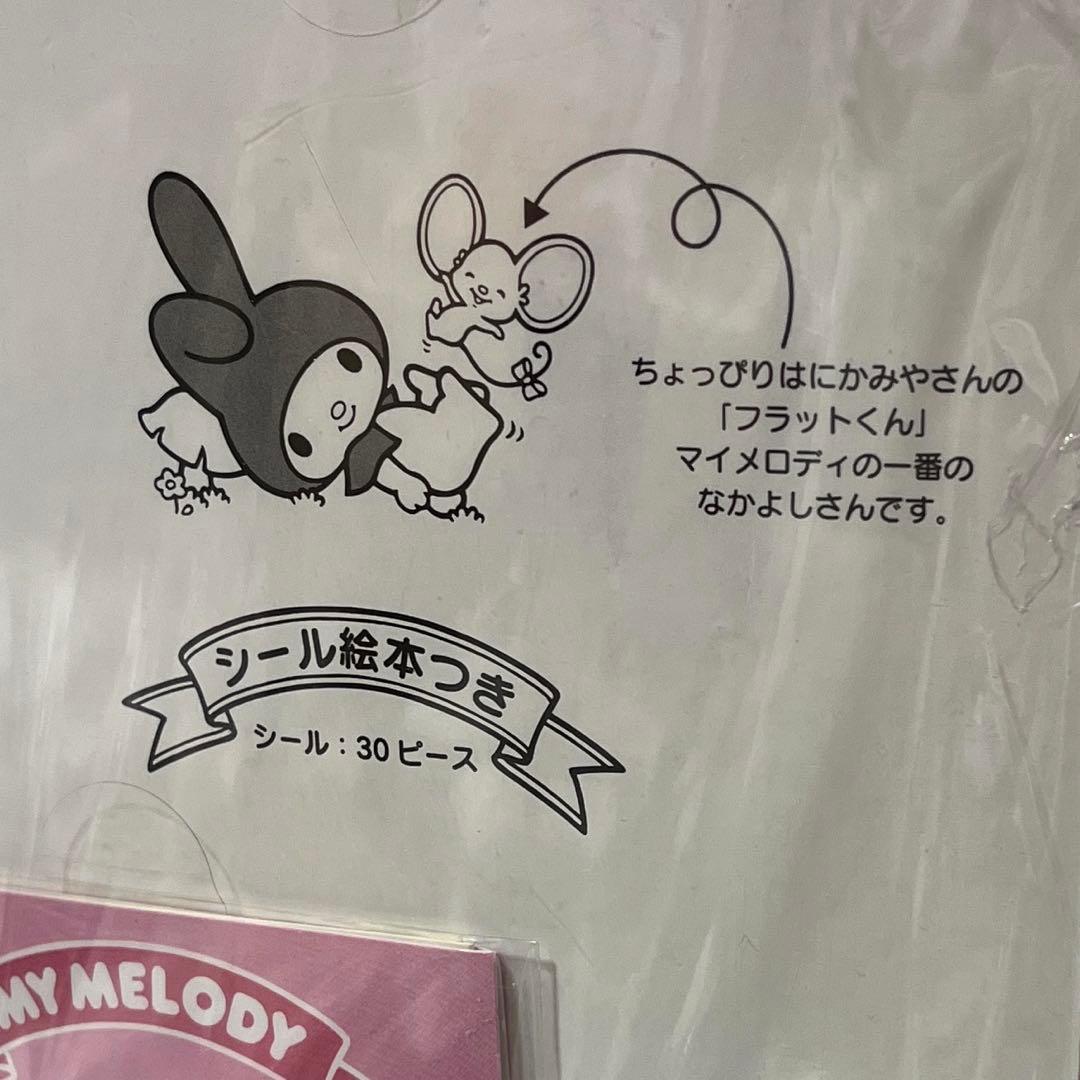 ちょっぴりはにかみやさんの
「フラットくん」
マイメロディの一番の
なかよしさんです。
シール絵本つき
シール：30ピース
MY MELODY